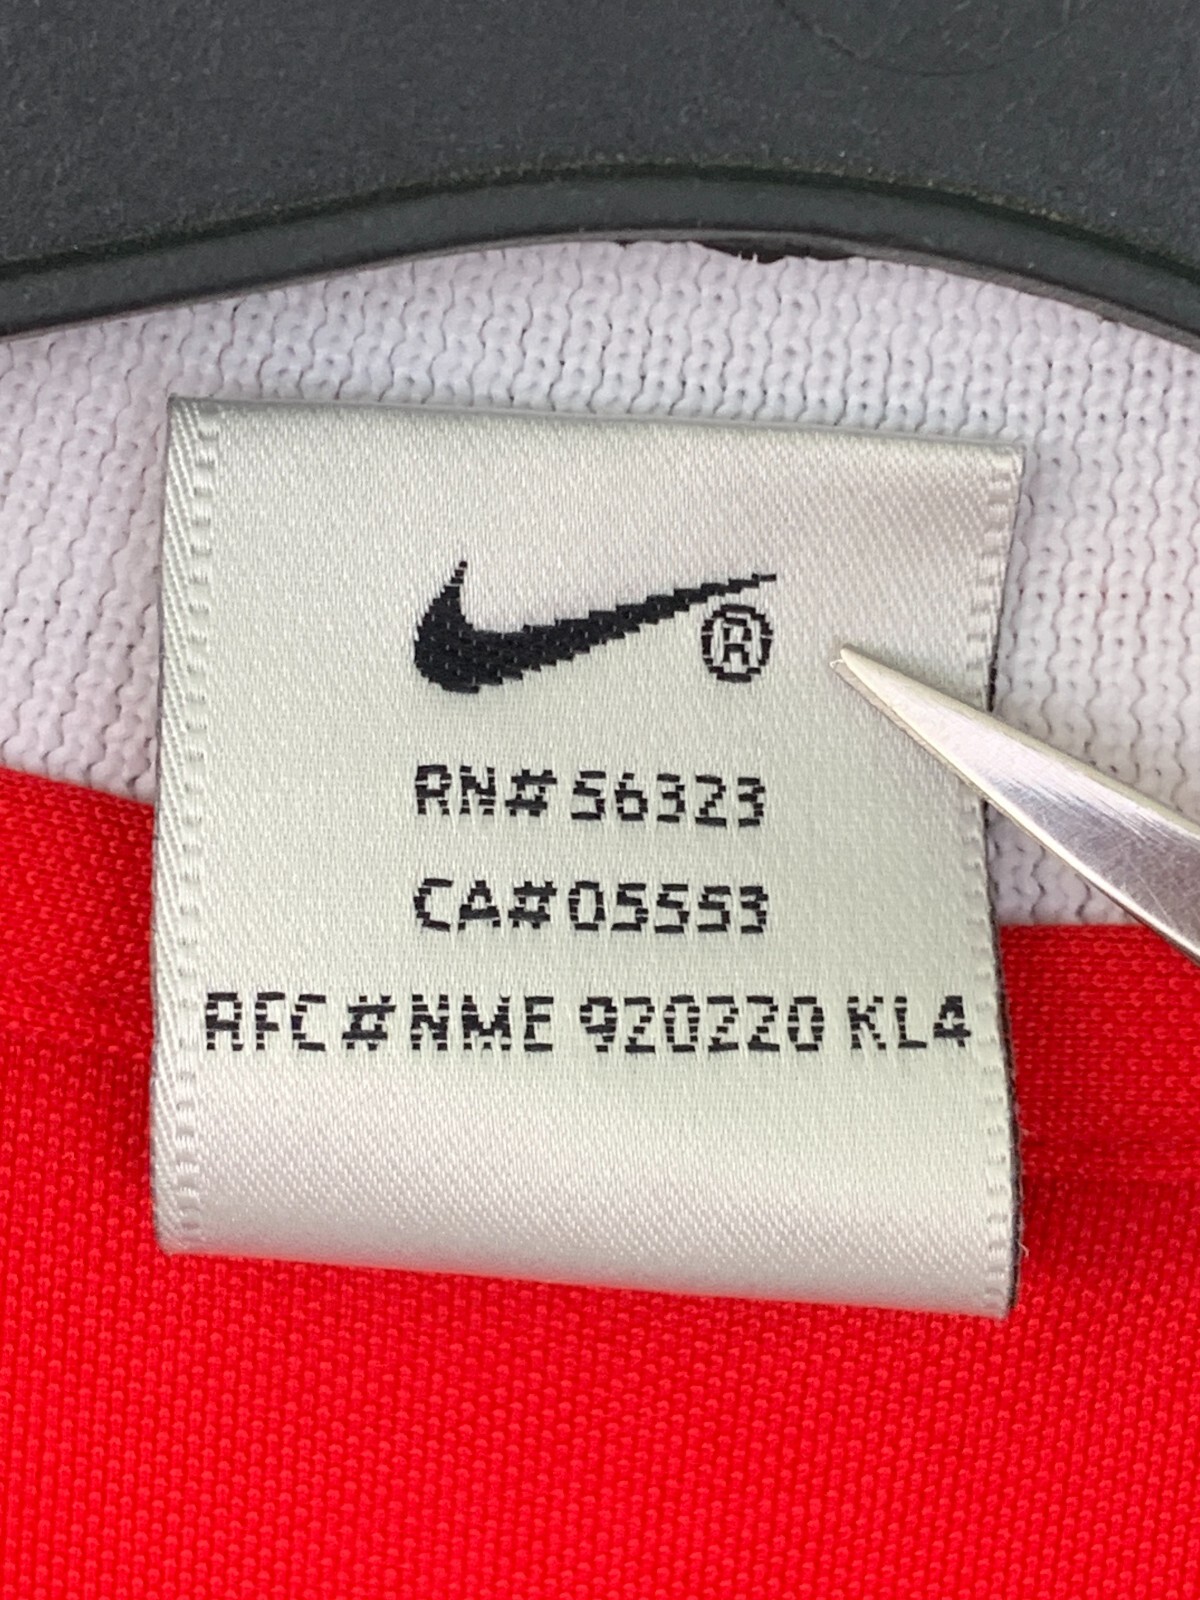 ®
RN# 56323
CA# 05553
RFC # NME 920220 KL4